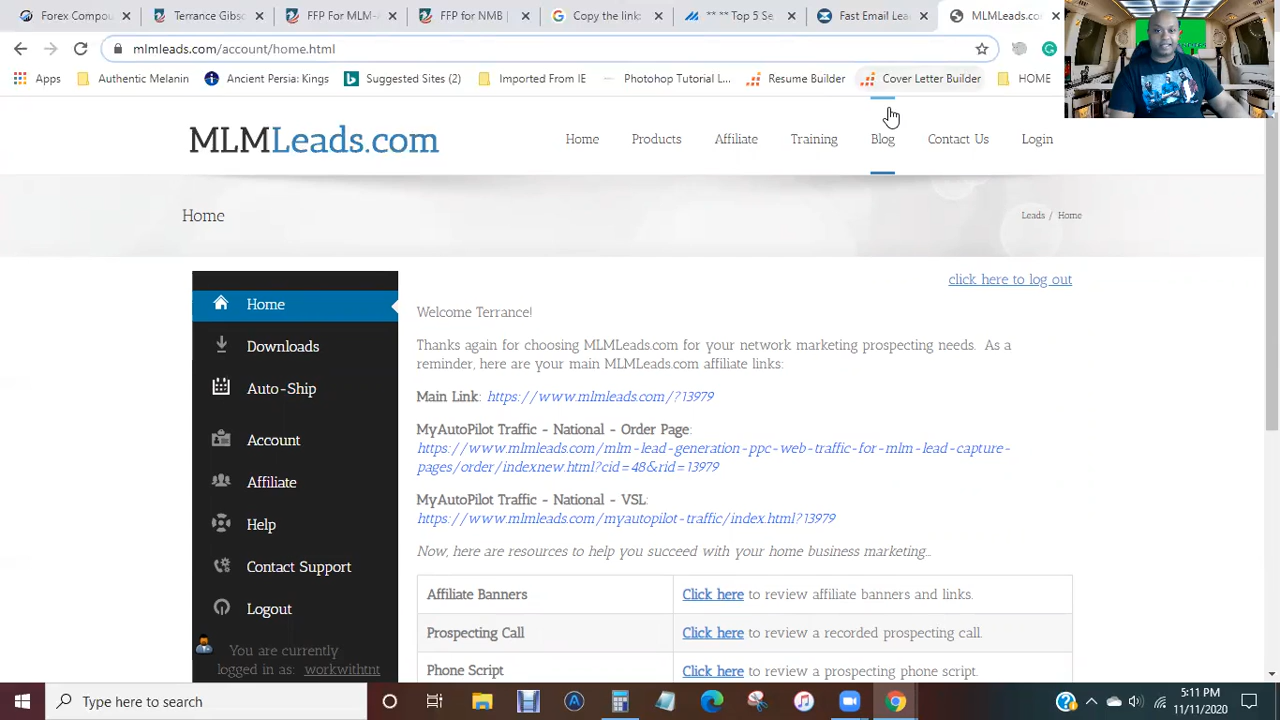 Forex Compou
Terrance Gibso
LFP For MLM
for
Copy the link
**** Top Se
Fast E
MLMLeads.co
mlmleads.com/account/home.html
Apps
Authentic Melanin
Ancient Persia: Kings
Suggested Sites (2)
Imported From IE
Photohop Tutorial L...
Resume Builder
Cover Letter Builder
HOME
MLMLeads.com
Home
Products
Affiliate
Training
Blog
Contact Us
Login
Home
Leads / Home
click here to log out
Home
Downloads
Auto-Ship
Account
Affiliate
Help
Contact Support
Logout
You are currently
logged in as: workwithtnt
Welcome Terrance!
Thanks again for choosing MLMLeads.com for your network marketing prospecting needs. As a
reminder, here are your main MLMLeads.com affiliate links:
Main Link: https://www.mlmleads.com/?13979
MyAutoPilot Traffic - National - Order Page:
https://www.mlmleads.com/mlm-lead-generation-ppc-web-traffic-for-mlm-lead-capture-
pages/order/indexnew.html?cid=48&rid=13979
MyAutoPilot Traffic - National - VSL:
https://www.mlmleads.com/myautopilot-traffic/index.html?13979
Now, here are resources to help you succeed with your home business marketing...
Affiliate Banners
Click here to review affiliate banners and links.
Prospecting Call
Click here to review a recorded prospecting call.
Phone Script
Click here to review a prospecting phone script.
Type here to search
5:11 PM
11/11/2020